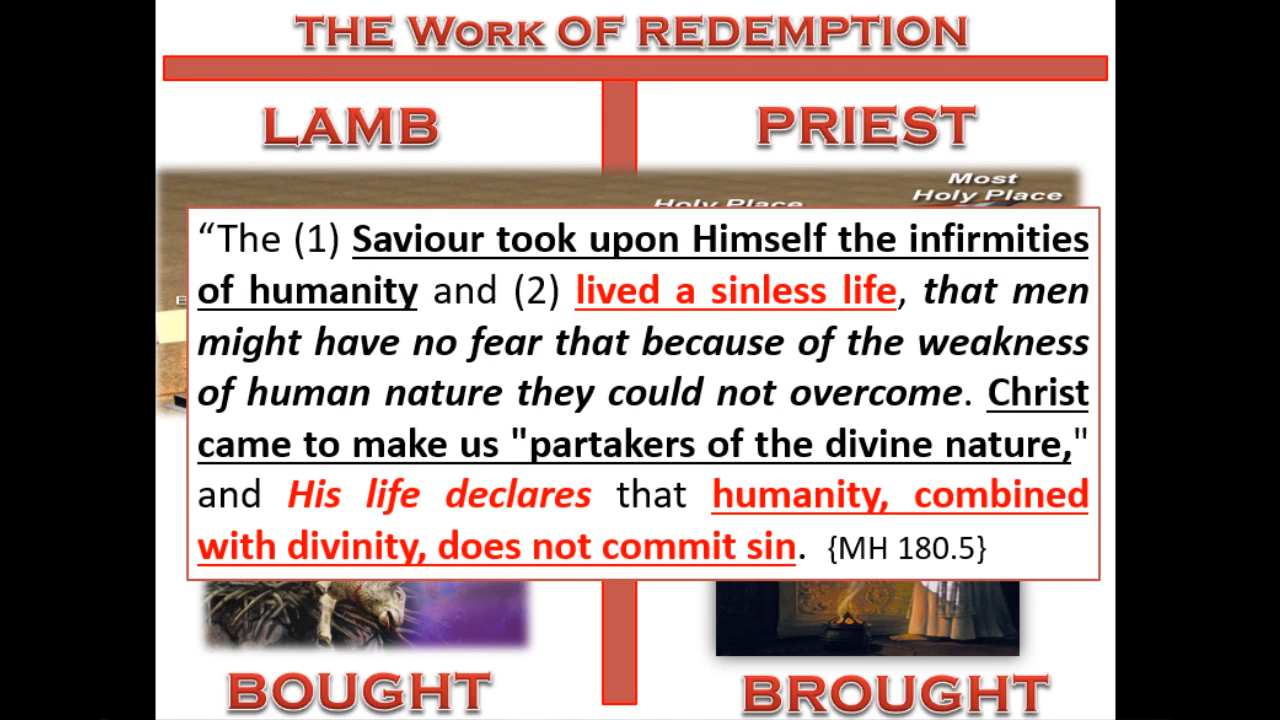 THE Work OF REDEMPTION
LAMB
PRIEST
Most
Holy Place
Holy Place
“The (1) Saviour took upon Himself the infirmities
of humanity and (2) lived a sinless life, that men
might have no fear that because of the weakness
of human nature they could not overcome. Christ
came to make us "partakers of the divine nature,"
and His life declares that humanity, combined
with divinity, does not commit sin. {MH 180.5}
BOUGHT
BROUGHT